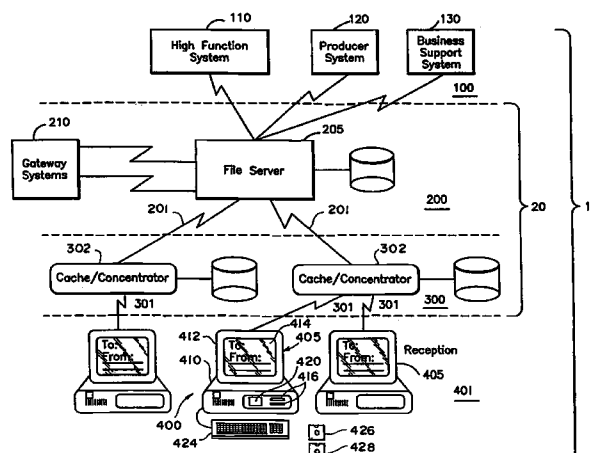 110
120
130
High Function
System
Producer
System
Business
Support
System
100
210
205
Gateway
Systems
File Server
20
1
201
201
200
302
302
Cache/Concentrator
Cache/Concentrator
301
301
301
300
412
414
405
410
420
416
To:
From:
To:
From:
To:
From:
Reception
405
400
401
424
426
428